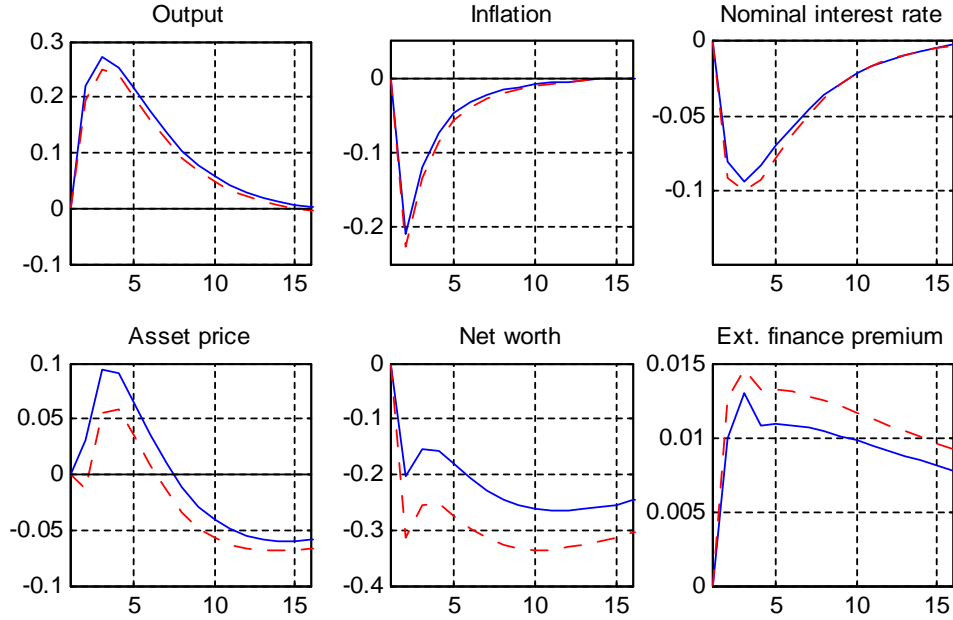 Output
0.3
0.2
0.1
0
-0.1
5 10 15
Inflation
0
-0.1
-0.2
5 10 15
Nominal interest rate
0
-0.05
-0.1
5 10 15
Asset price
0.1
0.05
0
-0.05
-0.1
5 10 15
Net worth
0
-0.1
-0.2
-0.3
-0.4
5 10 15
Ext. finance premium
0.015
0.01
0.005
0
5 10 15